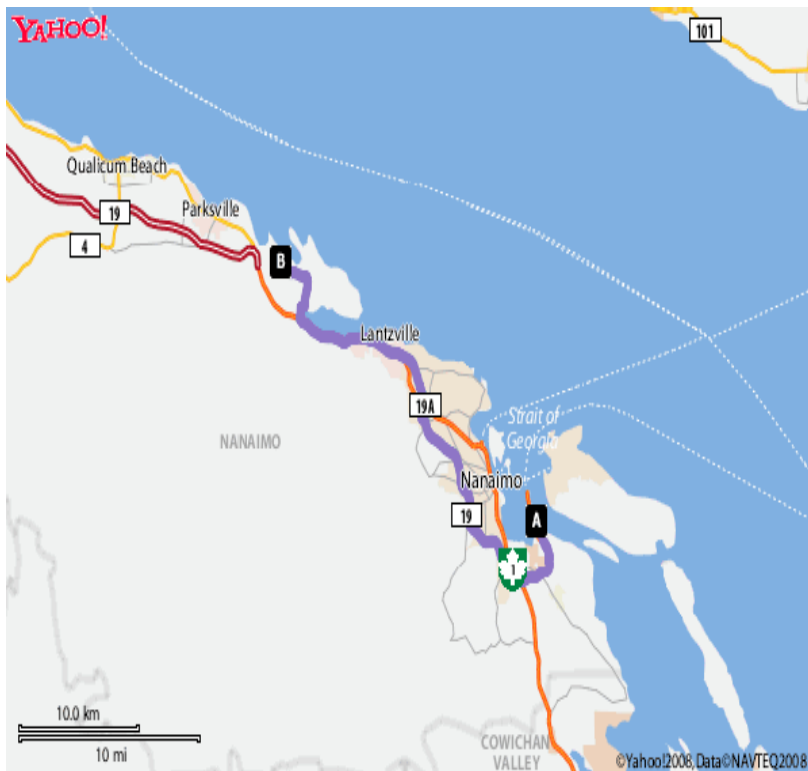 YAHOO!
101
Qualicum Beach
19
Parksville
4
B
Lantzville
19A
Strait of
Georgia
NANAIMO
Nanaimo
19
A
1
10.0 km
10 mi
COWICHAN
VALLEY
©Yahoo!2008, Data©NAVTEQ2008